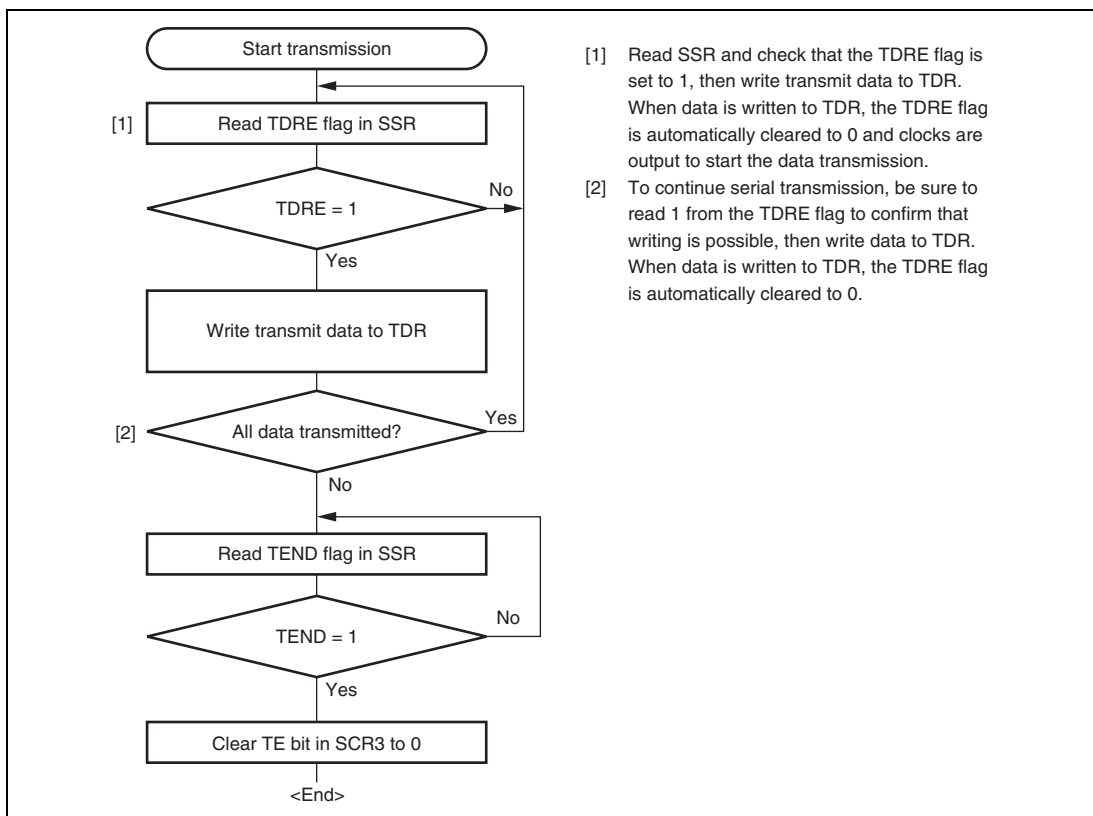 Start transmission
[1]
Read TDRE flag in SSR
No
TDRE = 1
Yes
Write transmit data to TDR
Yes
[2]
All data transmitted?
No
Read TEND flag in SSR
No
TEND = 1
Yes
Clear TE bit in SCR3 to 0
<End>
[1] Read SSR and check that the TDRE flag is
set to 1, then write transmit data to TDR.
When data is written to TDR, the TDRE flag
is automatically cleared to 0 and clocks are
output to start the data transmission.
[2] To continue serial transmission, be sure to
read 1 from the TDRE flag to confirm that
writing is possible, then write data to TDR.
When data is written to TDR, the TDRE flag
is automatically cleared to 0.